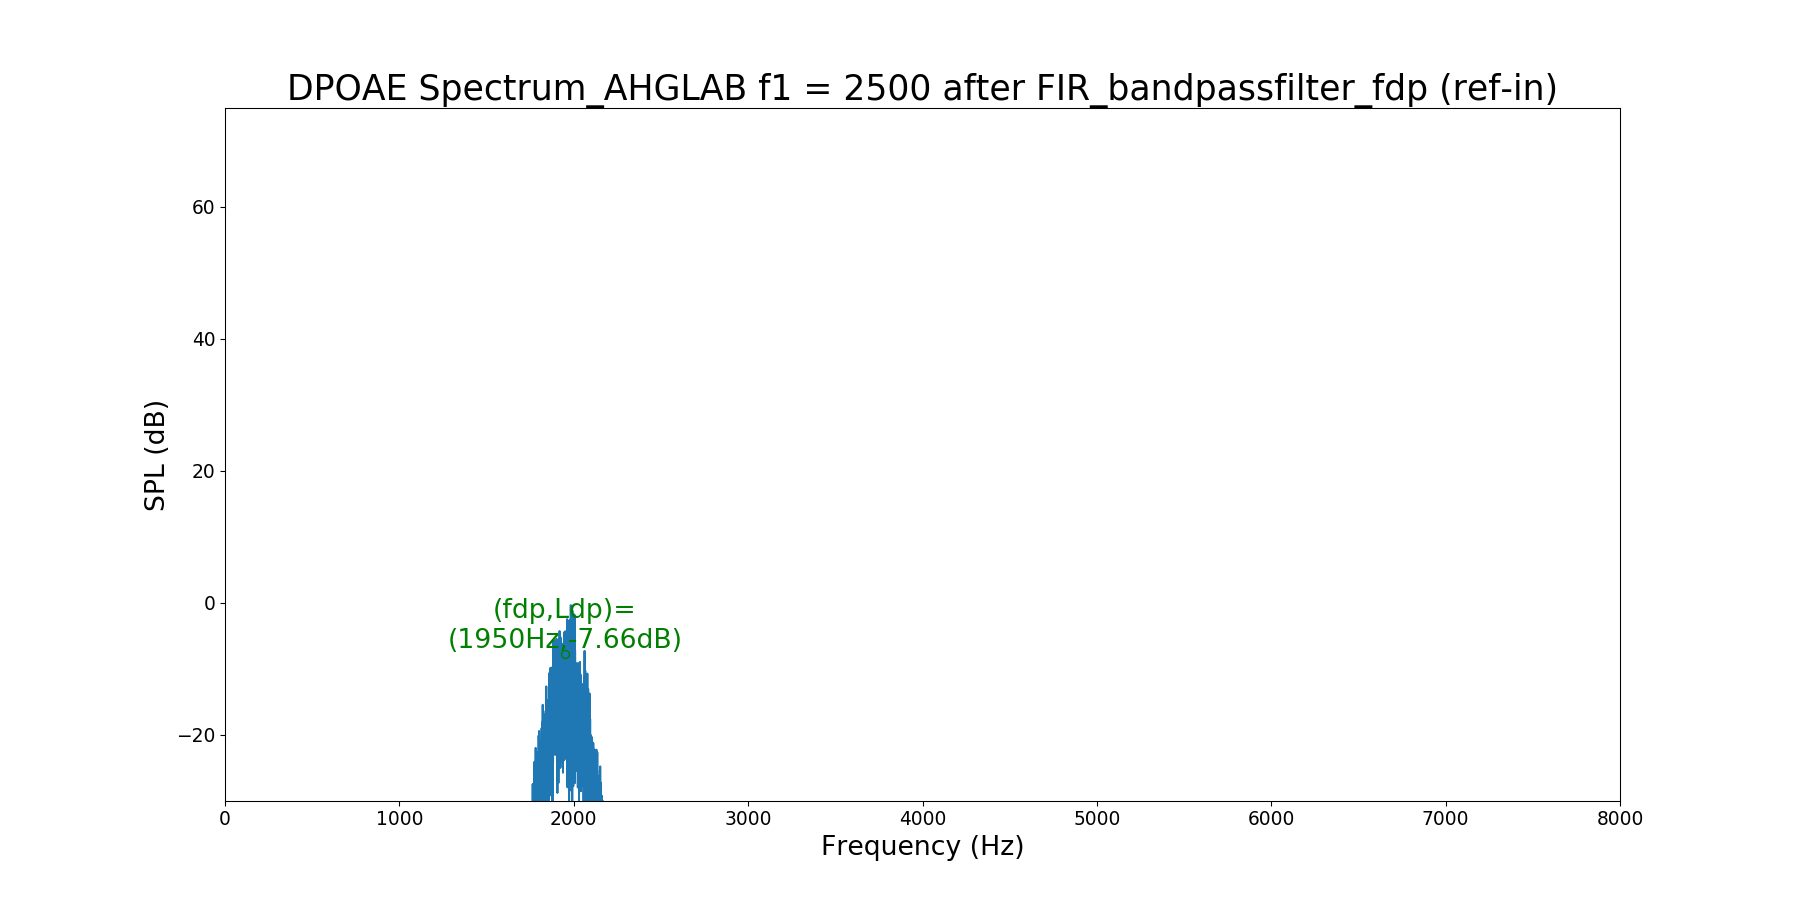 DPOAE Spectrum_AHGLAB f1 = 2500 after FIR_bandpassfilter_fdp (ref-in)
60
40
20
0
−20
SPL (dB)
(fdp,Ldp)=
(1950Hz,-7.66dB)
0 1000 2000 3000 4000 5000 6000 7000 8000
Frequency (Hz)